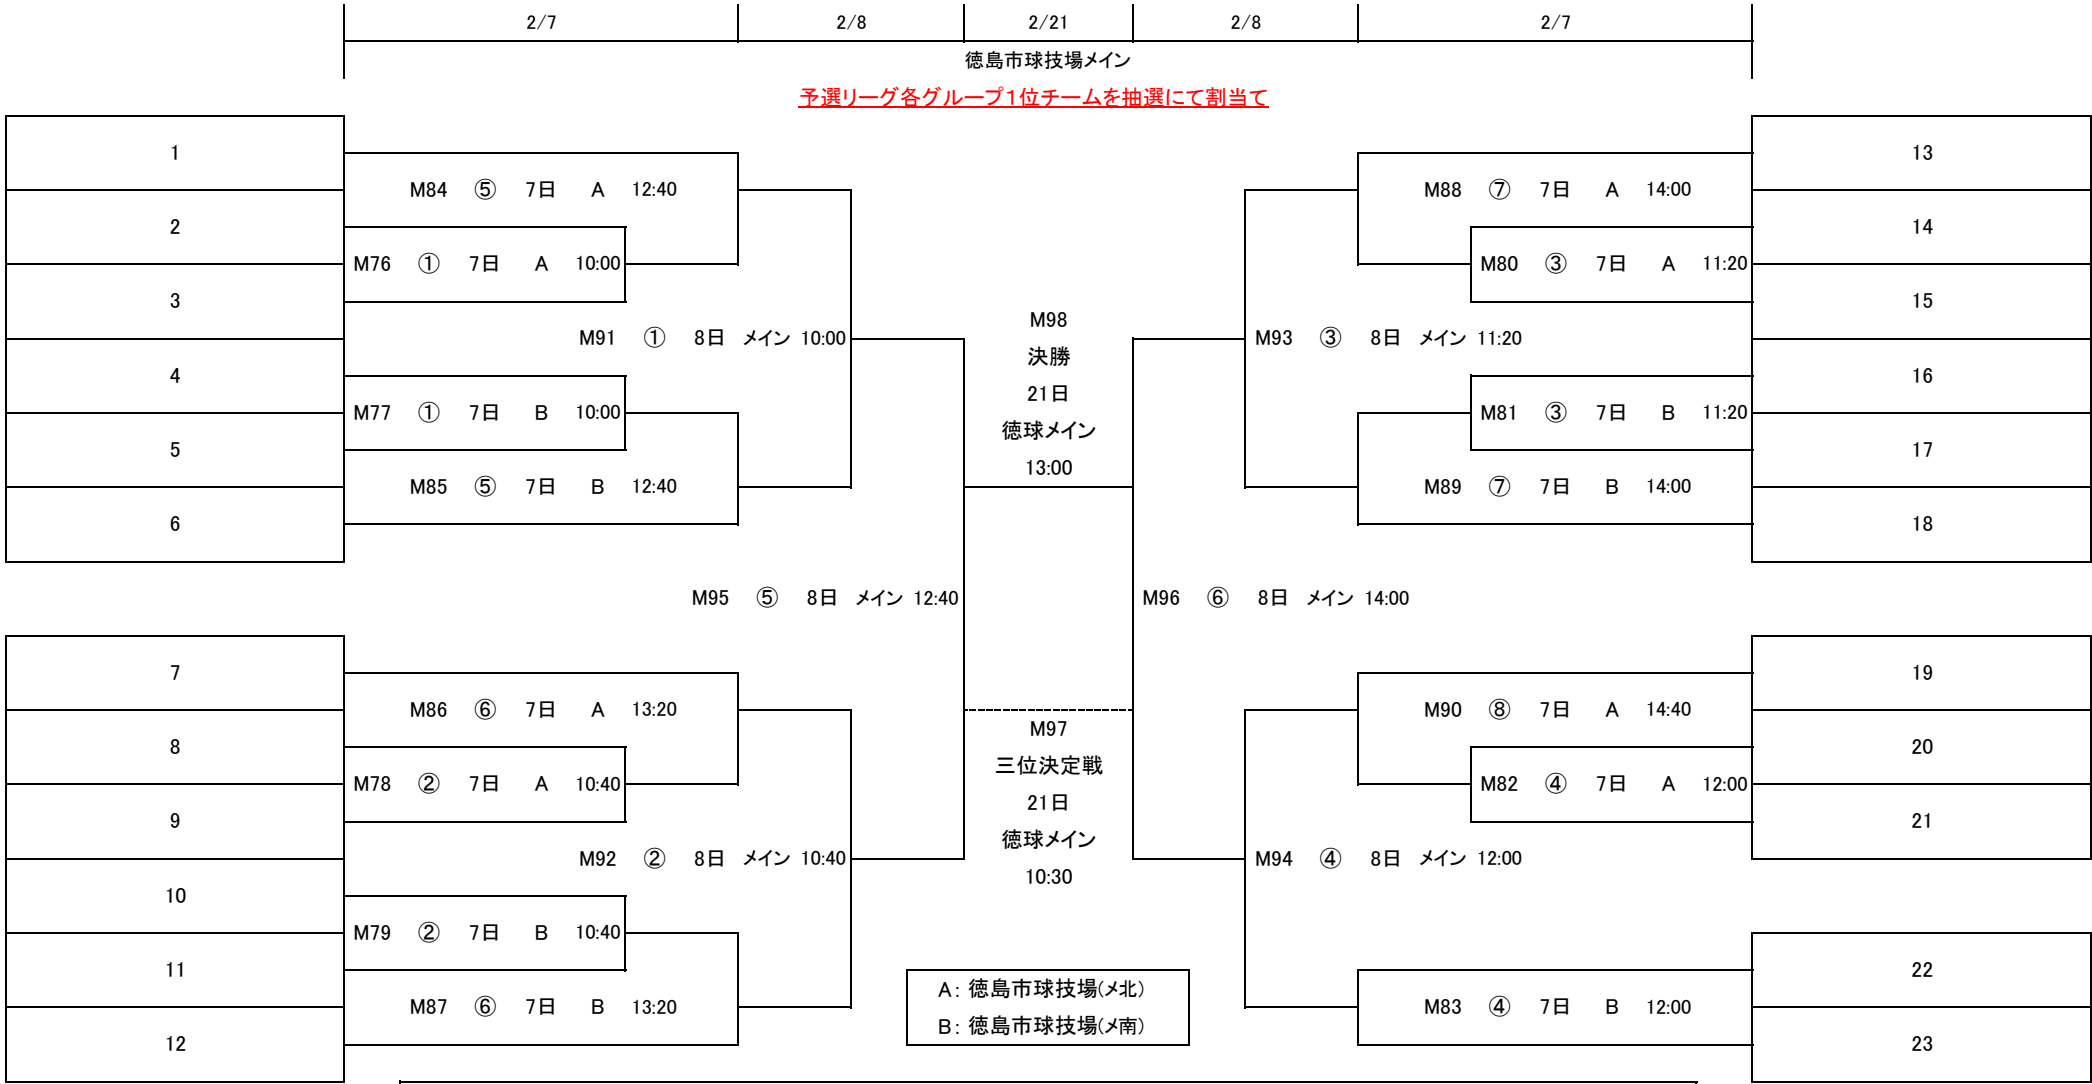 2/7 2/8 2/21 2/8 2/7
徳島市球技場メイン
予選リーグ各グループ1位チームを抽選にて割当て
1
13
M84 ⑤ 7日 A 12:40
M88 ⑦ 7日 A 14:00
2
14
M76 ① 7日 A 10:00
M80 ③ 7日 A 11:20
3
15
M91 ① 8日 メイン 10:00
M93 ③ 8日 メイン 11:20
4
16
M77 ① 7日 B 10:00
M81 ③ 7日 B 11:20
5
17
M85 ⑤ 7日 B 12:40
M89 ⑦ 7日 B 14:00
6
18
M98
決勝
21日
徳球メイン
13:00
M95 ⑤ 8日 メイン 12:40
M96 ⑥ 8日 メイン 14:00
7
19
M86 ⑥ 7日 A 13:20
M90 ⑧ 7日 A 14:40
8
20
M78 ② 7日 A 10:40
M82 ④ 7日 A 12:00
9
21
M92 ② 8日 メイン 10:40
M94 ④ 8日 メイン 12:00
M97
三位決定戦
21日
徳球メイン
10:30
10
M79 ② 7日 B 10:40
11
22
M87 ⑥ 7日 B 13:20
M83 ④ 7日 B 12:00
12
23
A: 徳島市球技場(メ北)
B: 徳島市球技場(メ南)